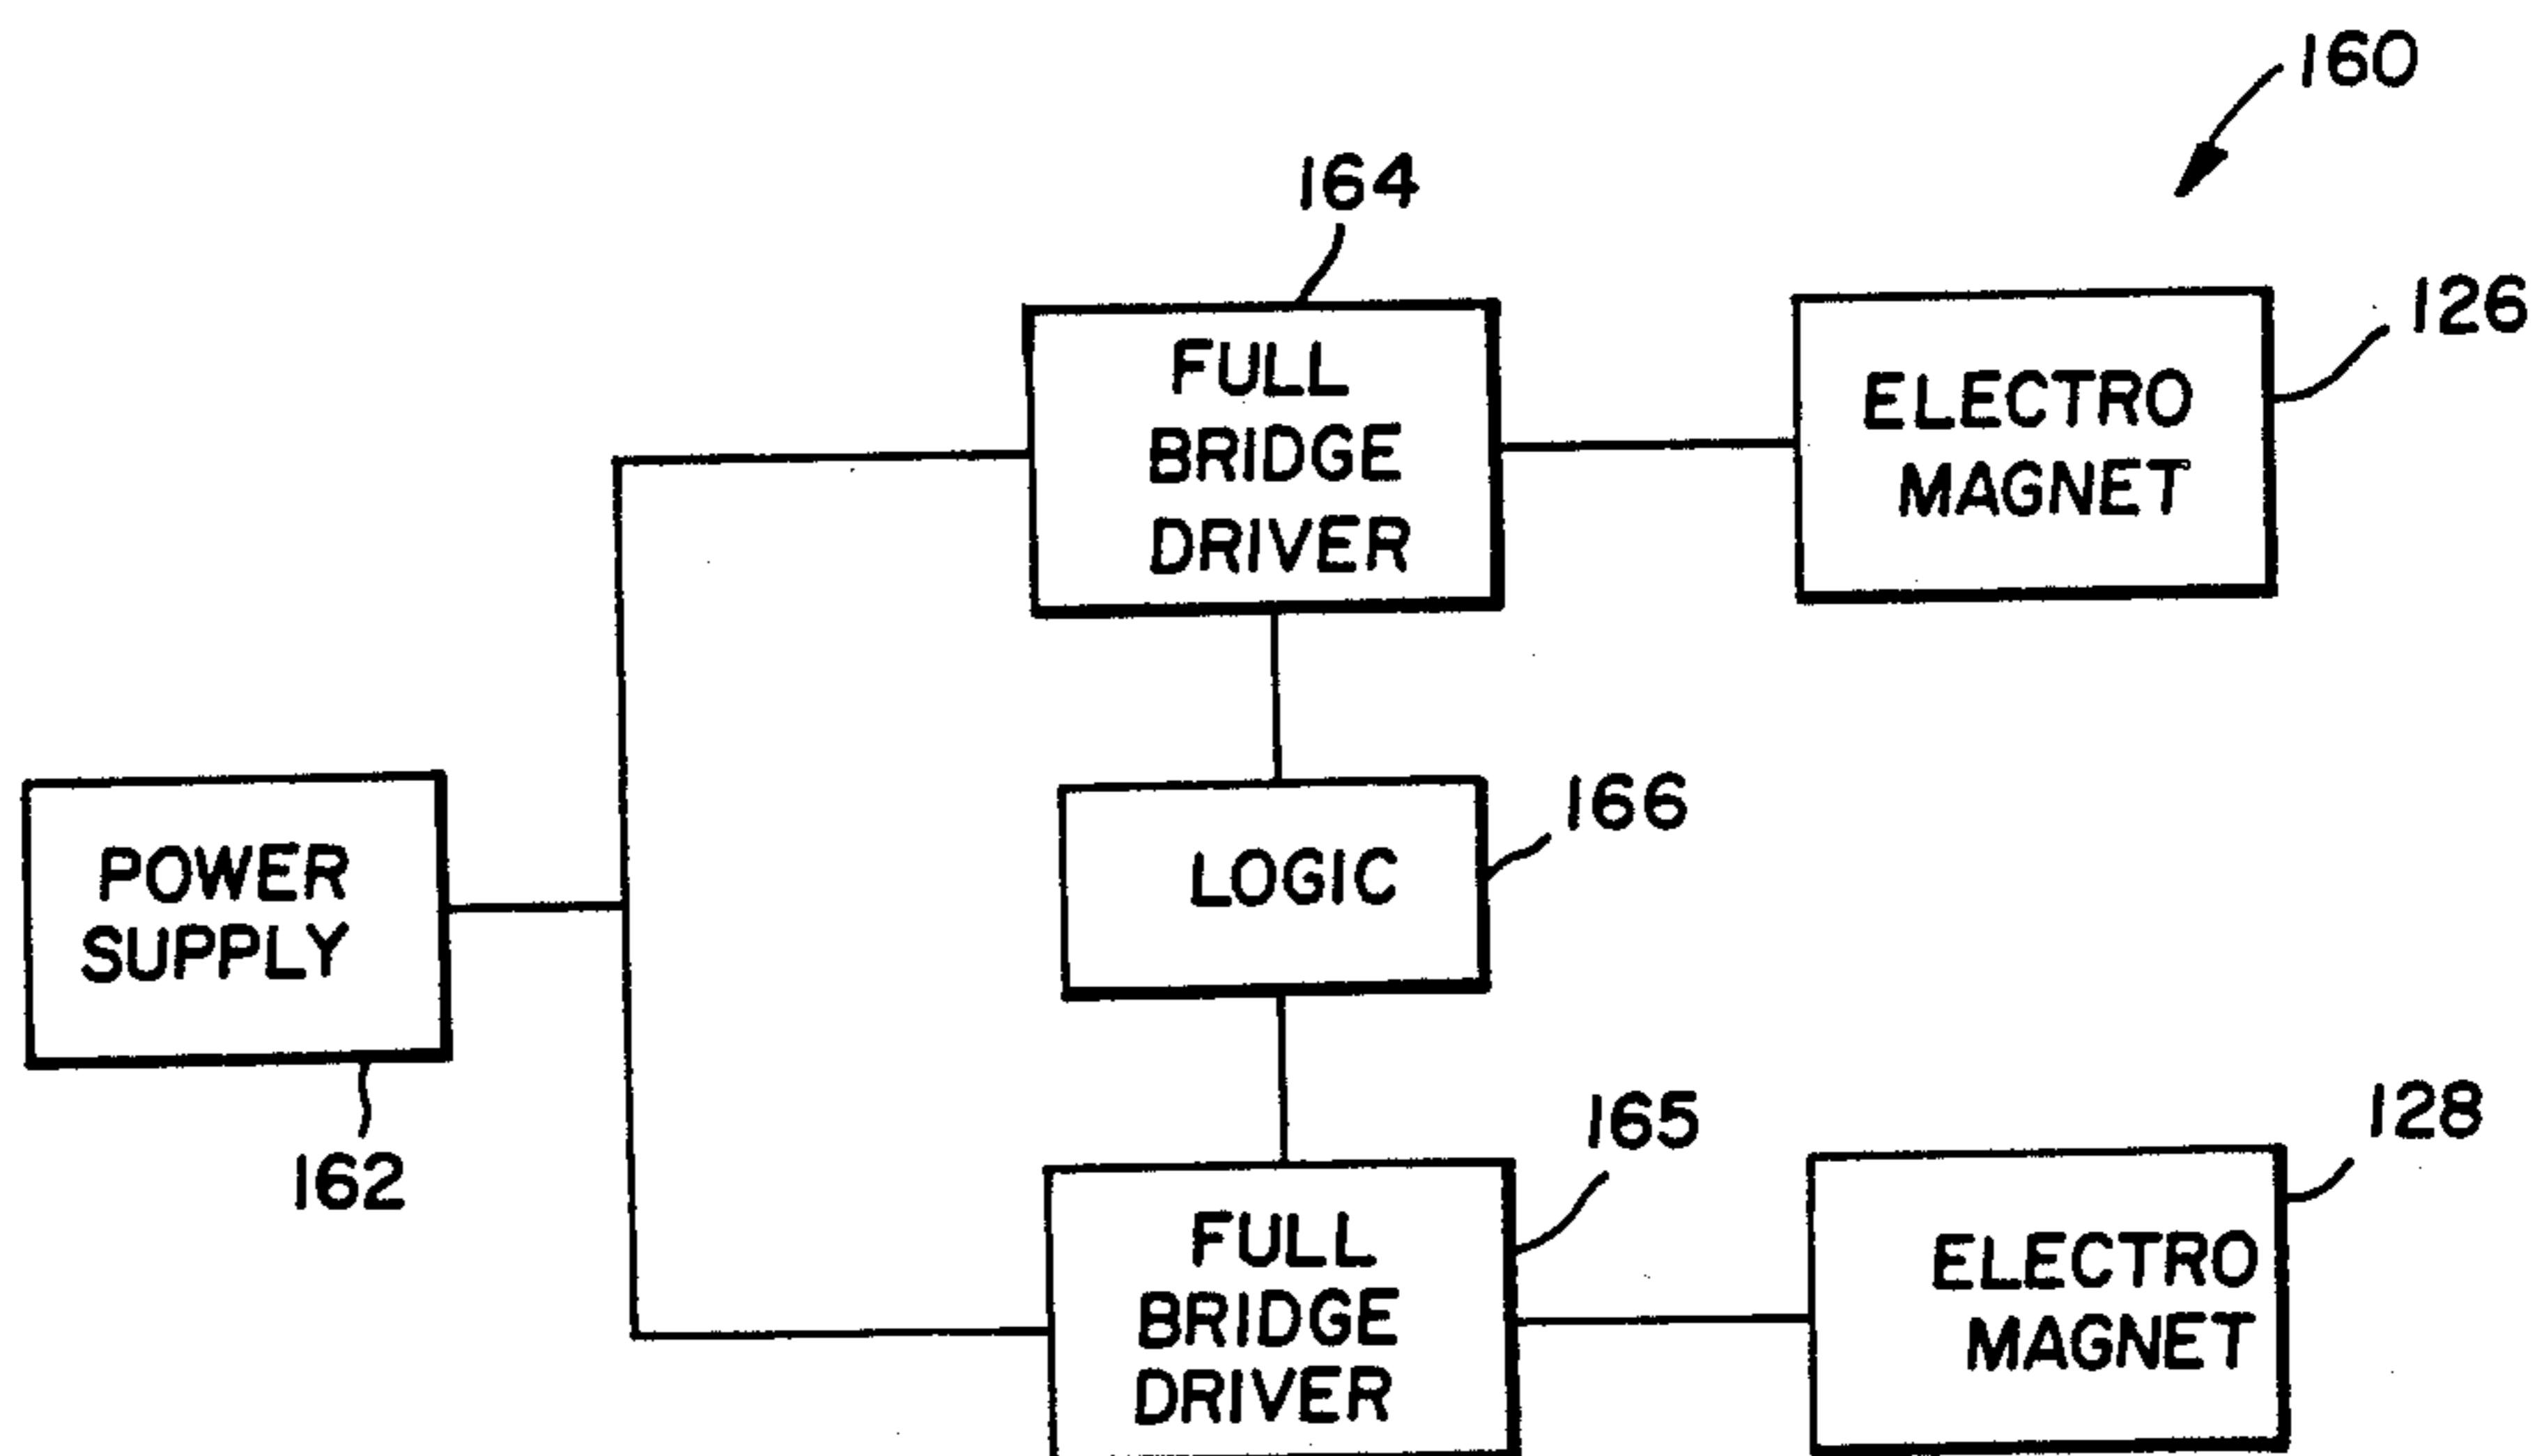 160
164
126
FULL
BRIDGE
DRIVER
ELECTRO
MAGNET
166
LOGIC
POWER
SUPPLY
162
165
128
FULL
BRIDGE
DRIVER
ELECTRO
MAGNET